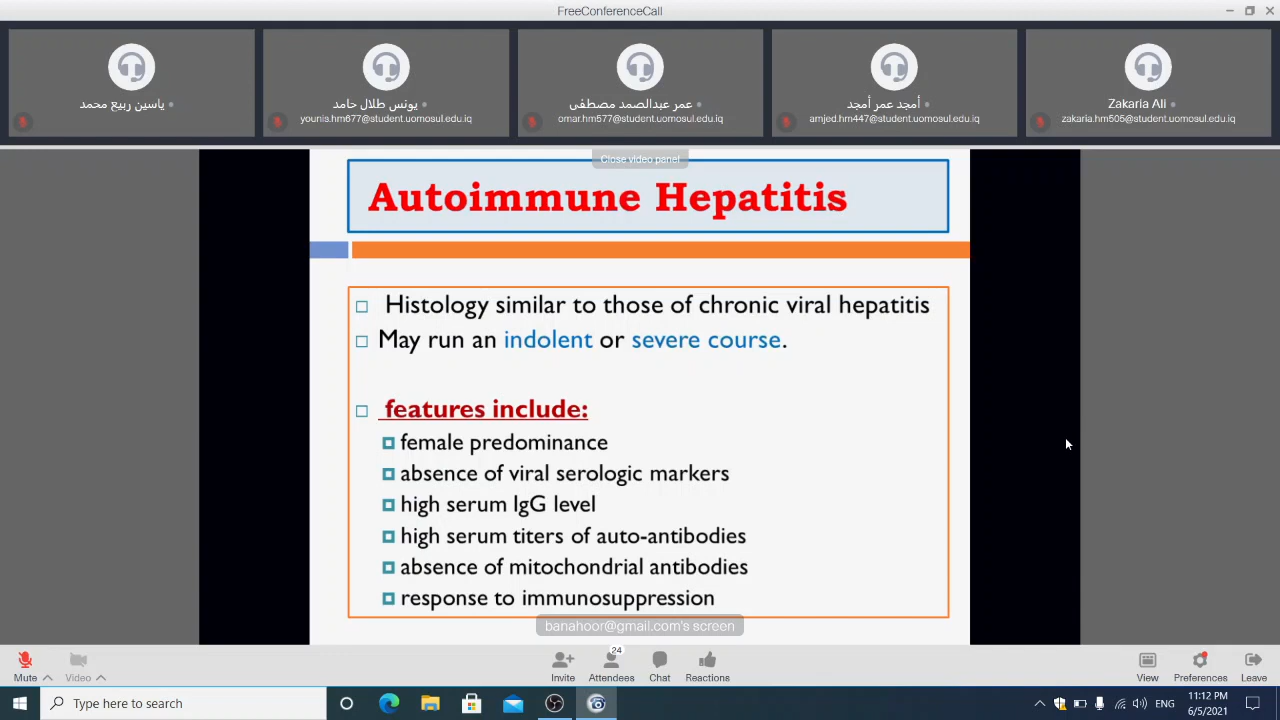 FreeConferenceCall
ياسين ربيع محمد
يونس طلال حامد
younis.hm677@student.uomosul.edu.iq
عمر عبدالصمد مصطفى
omar.hm577@student.uomosul.edu.iq
أمجد عمر أمجد
amjed.hm447@student.uomosul.edu.iq
Zakaria Ali
zakaria.hm505@student.uomosul.edu.iq
Close video panel
Autoimmune Hepatitis
Histology similar to those of chronic viral hepatitis
May run an indolent or severe course.
features include:
female predominance
absence of viral serologic markers
high serum IgG level
high serum titers of auto-antibodies
absence of mitochondrial antibodies
response to immunosuppression
banahoor@gmail.com's screen
Mute
Video
Invite
24
Attendees
Chat
Reactions
View
Preferences
Leave
Type here to search
ENG
11:12 PM
6/5/2021